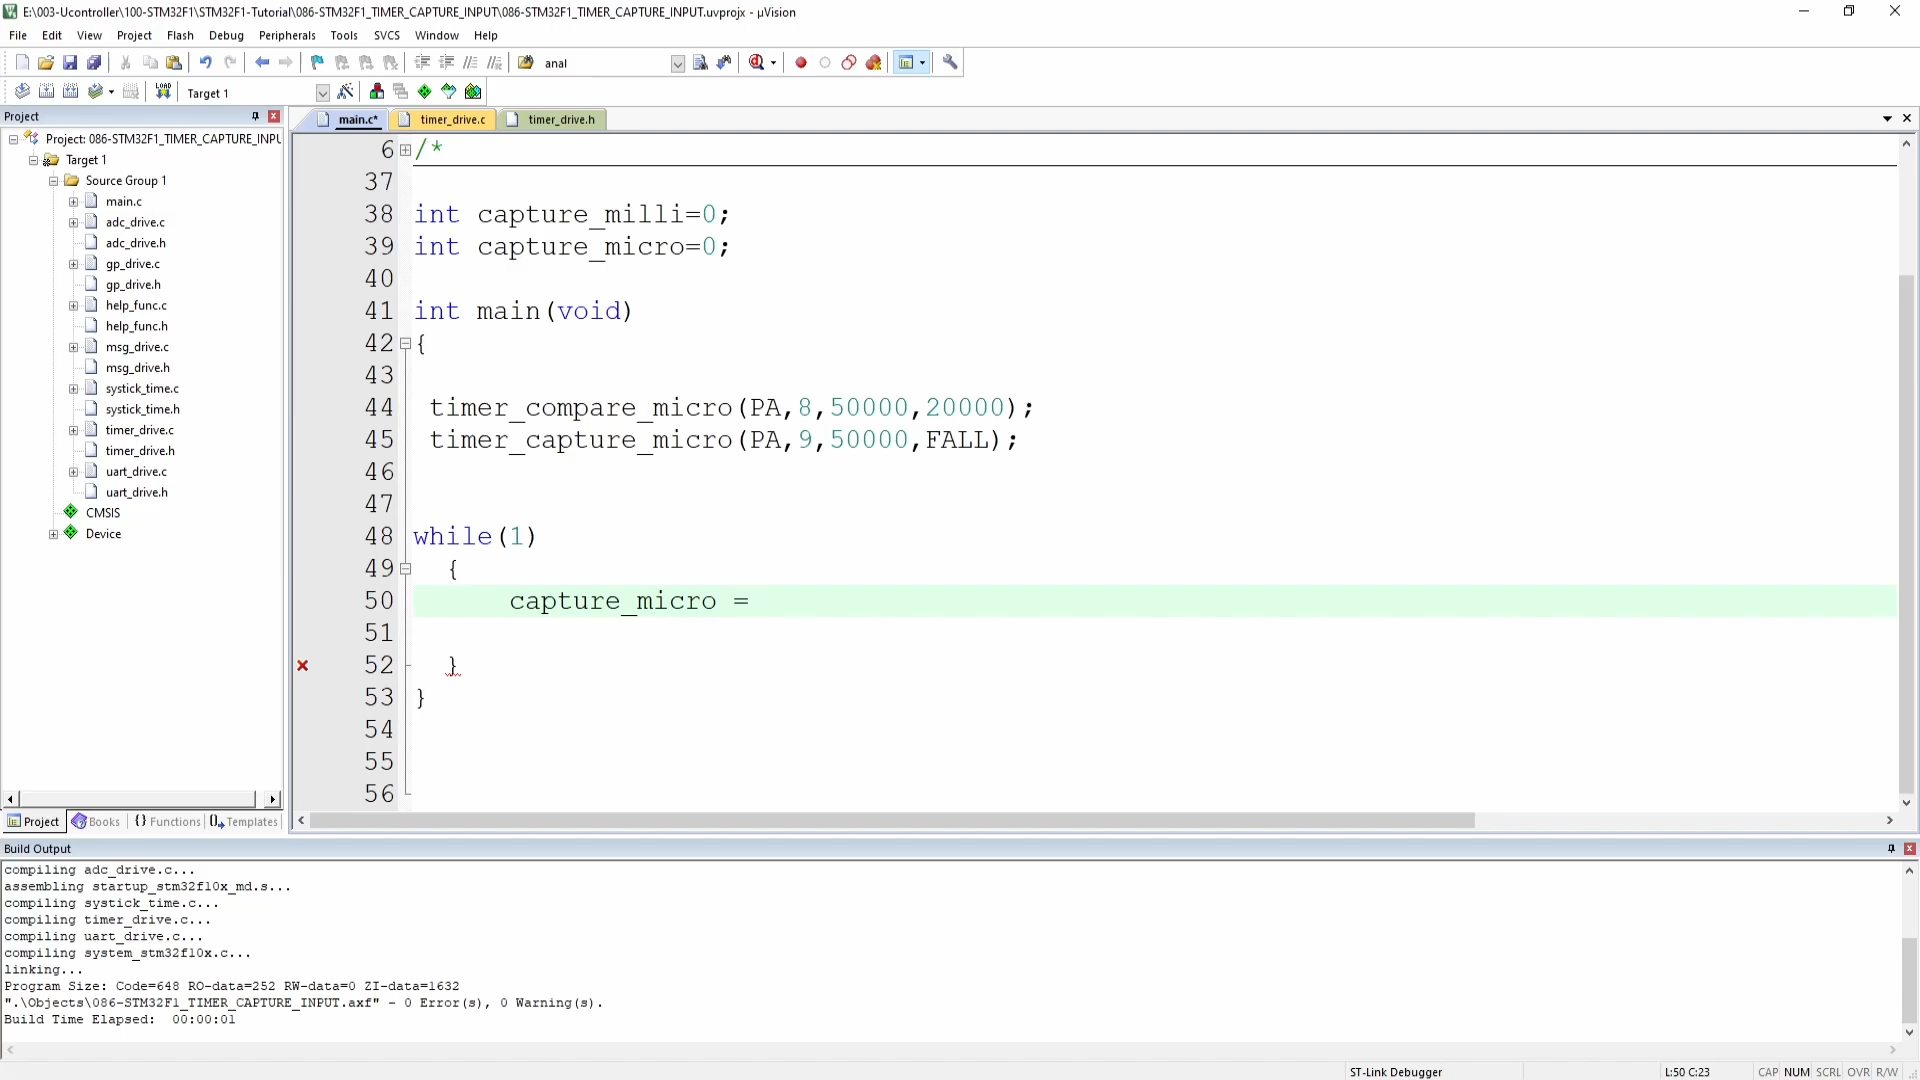 E:\003-Ucontroller\100-STM32F1\STM32F1-Tutorial\086-STM32F1_TIMER_CAPTURE_INPUT\086-STM32F1_TIMER_CAPTURE_INPUT.uvprojx - µVision
File Edit View Project Flash Debug Peripherals Tools SVCS Window Help
anal
LOAD Target 1
Project
main.c* timer_drive.c timer_drive.h
Project: 086-STM32F1_TIMER_CAPTURE_INPU
Target 1
Source Group 1
main.c
adc_drive.c
adc_drive.h
gp_drive.c
gp_drive.h
help_func.c
help_func.h
msg_drive.c
msg_drive.h
systick_time.c
systick_time.h
timer_drive.c
timer_drive.h
uart_drive.c
uart_drive.h
CMSIS
Device
Project Books Functions Templates
6 /*
37
38 int capture_milli=0;
39 int capture_micro=0;
40
41 int main(void)
42 {
43
44 timer_compare_micro(PA,8,50000,20000);
45 timer_capture_micro(PA,9,50000,FALL);
46
47
48 while(1)
49 {
50 capture_micro =
51
52 }
53 }
54
55
56
Build Output
compiling adc_drive.c...
assembling startup_stm32f10x_md.s...
compiling systick_time.c...
compiling timer_drive.c...
compiling uart_drive.c...
compiling system_stm32f10x.c...
linking...
Program Size: Code=648 RO-data=252 RW-data=0 ZI-data=1632
".\Objects\086-STM32F1_TIMER_CAPTURE_INPUT.axf" - 0 Error(s), 0 Warning(s).
Build Time Elapsed: 00:00:01
ST-Link Debugger L:50 C:23 CAP NUM SCRL OVR R/W